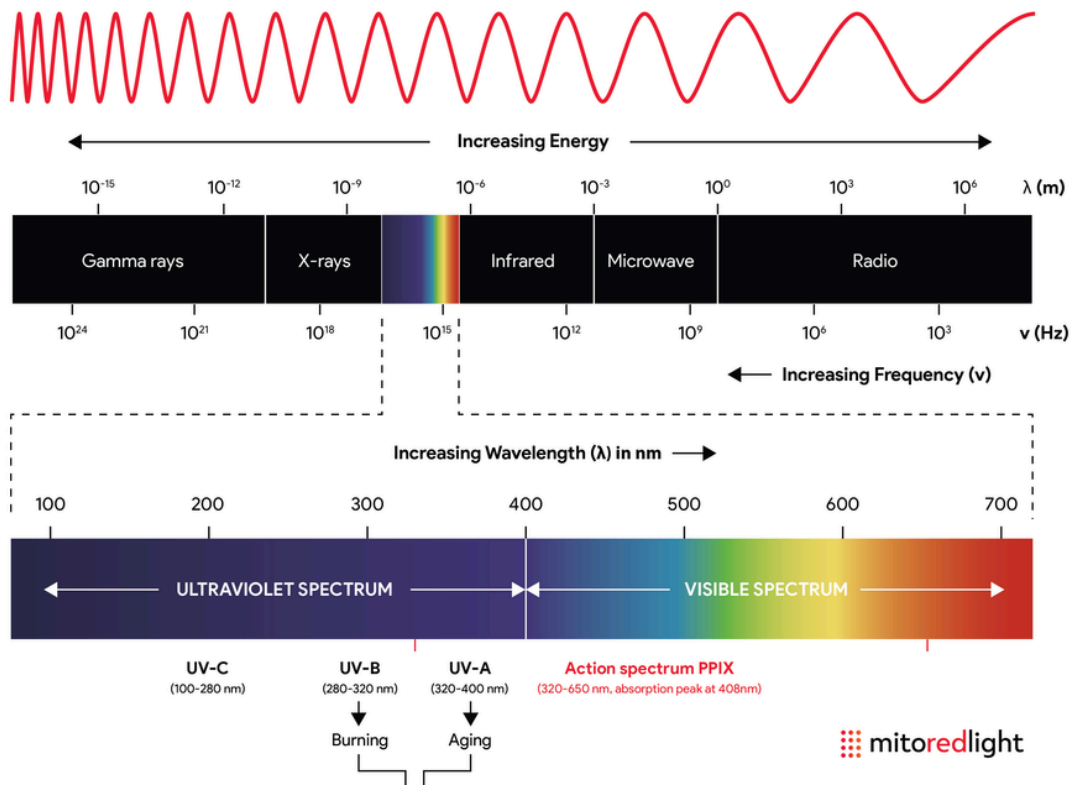 Increasing Energy
10⁻¹⁵ 10⁻¹² 10⁻⁹ 10⁻⁶ 10⁻³ 10⁰ 10³ 10⁶ λ (m)
Gamma rays X-rays Infrared Microwave Radio
10²⁴ 10²¹ 10¹⁸ 10¹⁵ 10¹² 10⁹ 10⁶ 10³ v (Hz)
Increasing Frequency (v)
Increasing Wavelength (λ) in nm
100 200 300 400 500 600 700
ULTRAVIOLET SPECTRUM VISIBLE SPECTRUM
UV-C UV-B UV-A Action spectrum PPIX
(100-280 nm) (280-320 nm) (320-400 nm) (320-650 nm, absorption peak at 408nm)
Burning Aging
mitoredlight